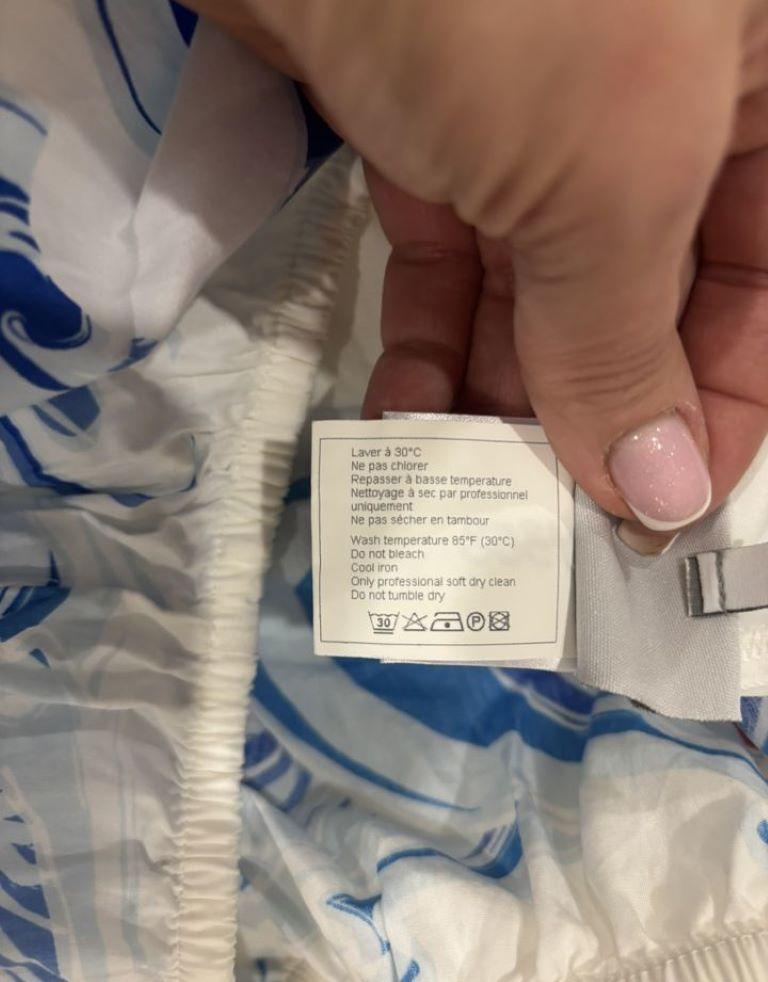 Laver à 30°C
Ne pas chlorer
Repasser à basse temperature
Nettoyage à sec par professionnel
uniquement
Ne pas sécher en tambour
Wash temperature 85°F (30°C)
Do not bleach
Cool iron
Only professional soft dry clean
Do not tumble dry
30 P